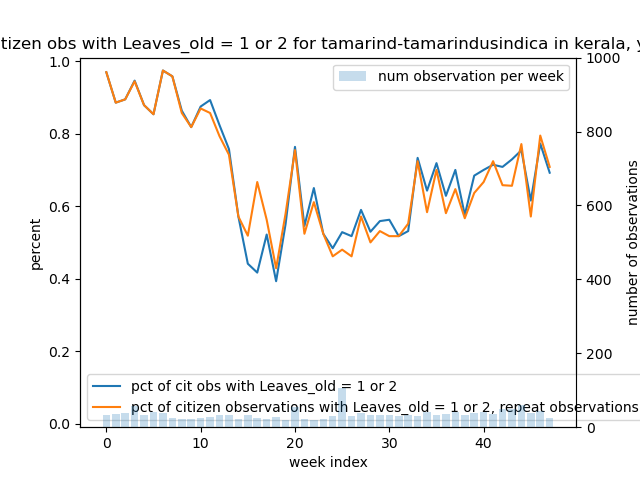 tizen obs with Leaves_old = 1 or 2 for tamarind-tamarindusindica in kerala,
num observation per week
1.0
0.8
0.6
0.4
0.2
0.0
percent
1000
800
600
400
200
0
number of observations
pct of cit obs with Leaves_old = 1 or 2
pct of citizen observations with Leaves_old = 1 or 2, repeat observations
0 10 20 30 40
week index